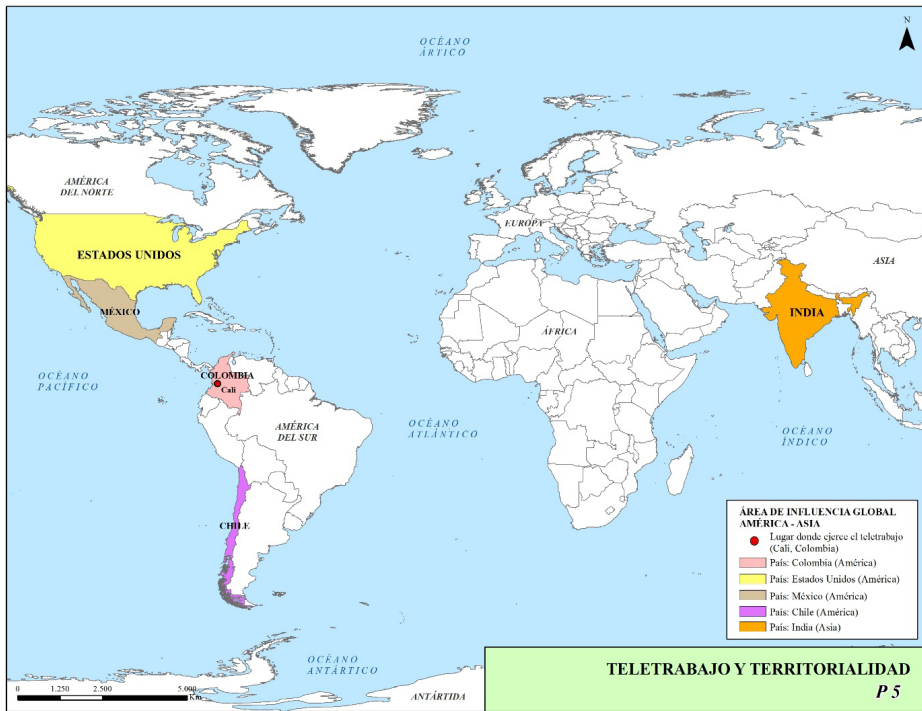 OCÉANO
ÁRTICO
N
AMÉRICA
DEL NORTE
EUROPA
ASIA
ESTADOS UNIDOS
MÉXICO
INDIA
ÁFRICA
OCÉANO
PACÍFICO
COLOMBIA
Cali
OCÉANO
ATLÁNTICO
AMÉRICA
DEL SUR
OCÉANO
ÍNDICO
CHILE
ÁREA DE INFLUENCIA GLOBAL
AMÉRICA - ASIA
Lugar donde ejerce el teletrabajo
(Cali, Colombia)
País: Colombia (América)
País: Estados Unidos (América)
País: México (América)
País: Chile (América)
País: India (Asia)
OCÉANO
ANTÁRTICO
ANTÁRTIDA
0 1.250 2.500 5.000
Km
TELETRABAJO Y TERRITORIALIDAD
P 5